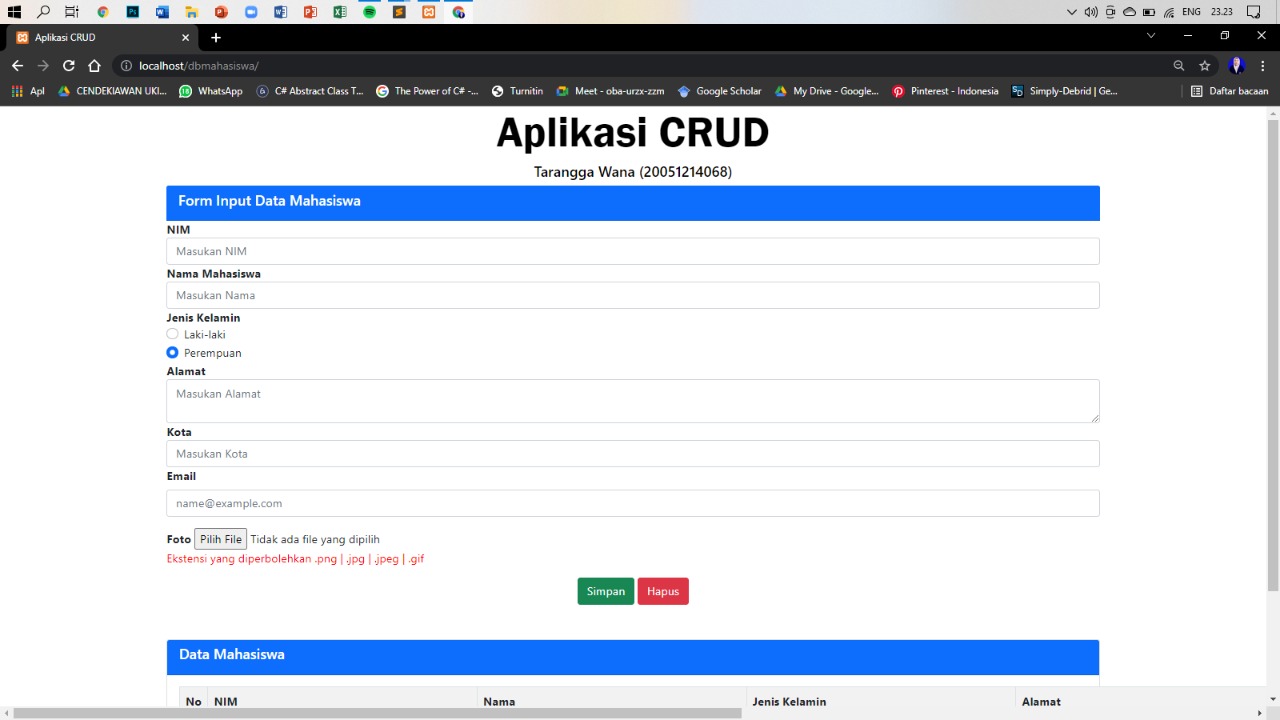 ENG 23.23
Aplikasi CRUD
localhost/dbmahasiswa/
Apl CENDEKIAWAN UKI... WhatsApp C# Abstract Class T... The Power of C# -... Turnitin Meet - oba-urzx-zzm Google Scholar My Drive - Google... Pinterest - Indonesia Simply-Debrid | Ge... Daftar bacaan
Aplikasi CRUD
Tarangga Wana (20051214068)
Form Input Data Mahasiswa
NIM
Masukan NIM
Nama Mahasiswa
Masukan Nama
Jenis Kelamin
Laki-laki
Perempuan
Alamat
Masukan Alamat
Kota
Masukan Kota
Email
name@example.com
Foto Pilih File Tidak ada file yang dipilih
Ekstensi yang diperbolehkan .png | .jpg | .jpeg | .gif
Simpan Hapus
Data Mahasiswa
No NIM Nama Jenis Kelamin Alamat